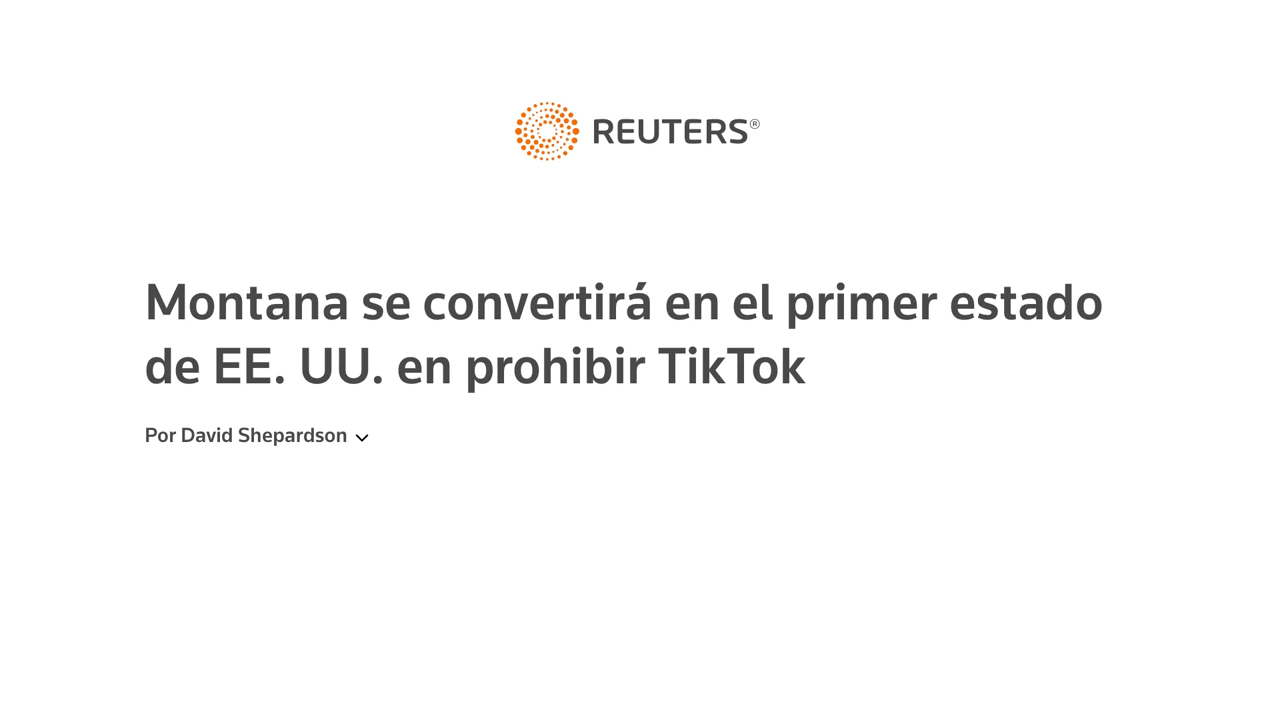 REUTERS®
Montana se convertirá en el primer estado
de EE. UU. en prohibir TikTok
Por David Shepardson